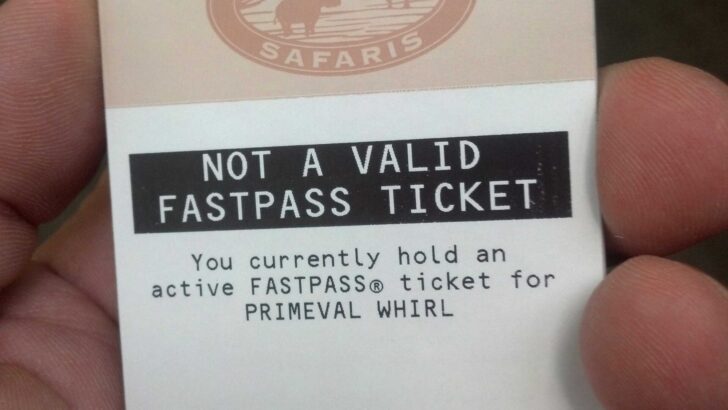 SAFARIS
NOT A VALID
FASTPASS TICKET
You currently hold an
active FASTPASS® ticket for
PRIMEVAL WHIRL